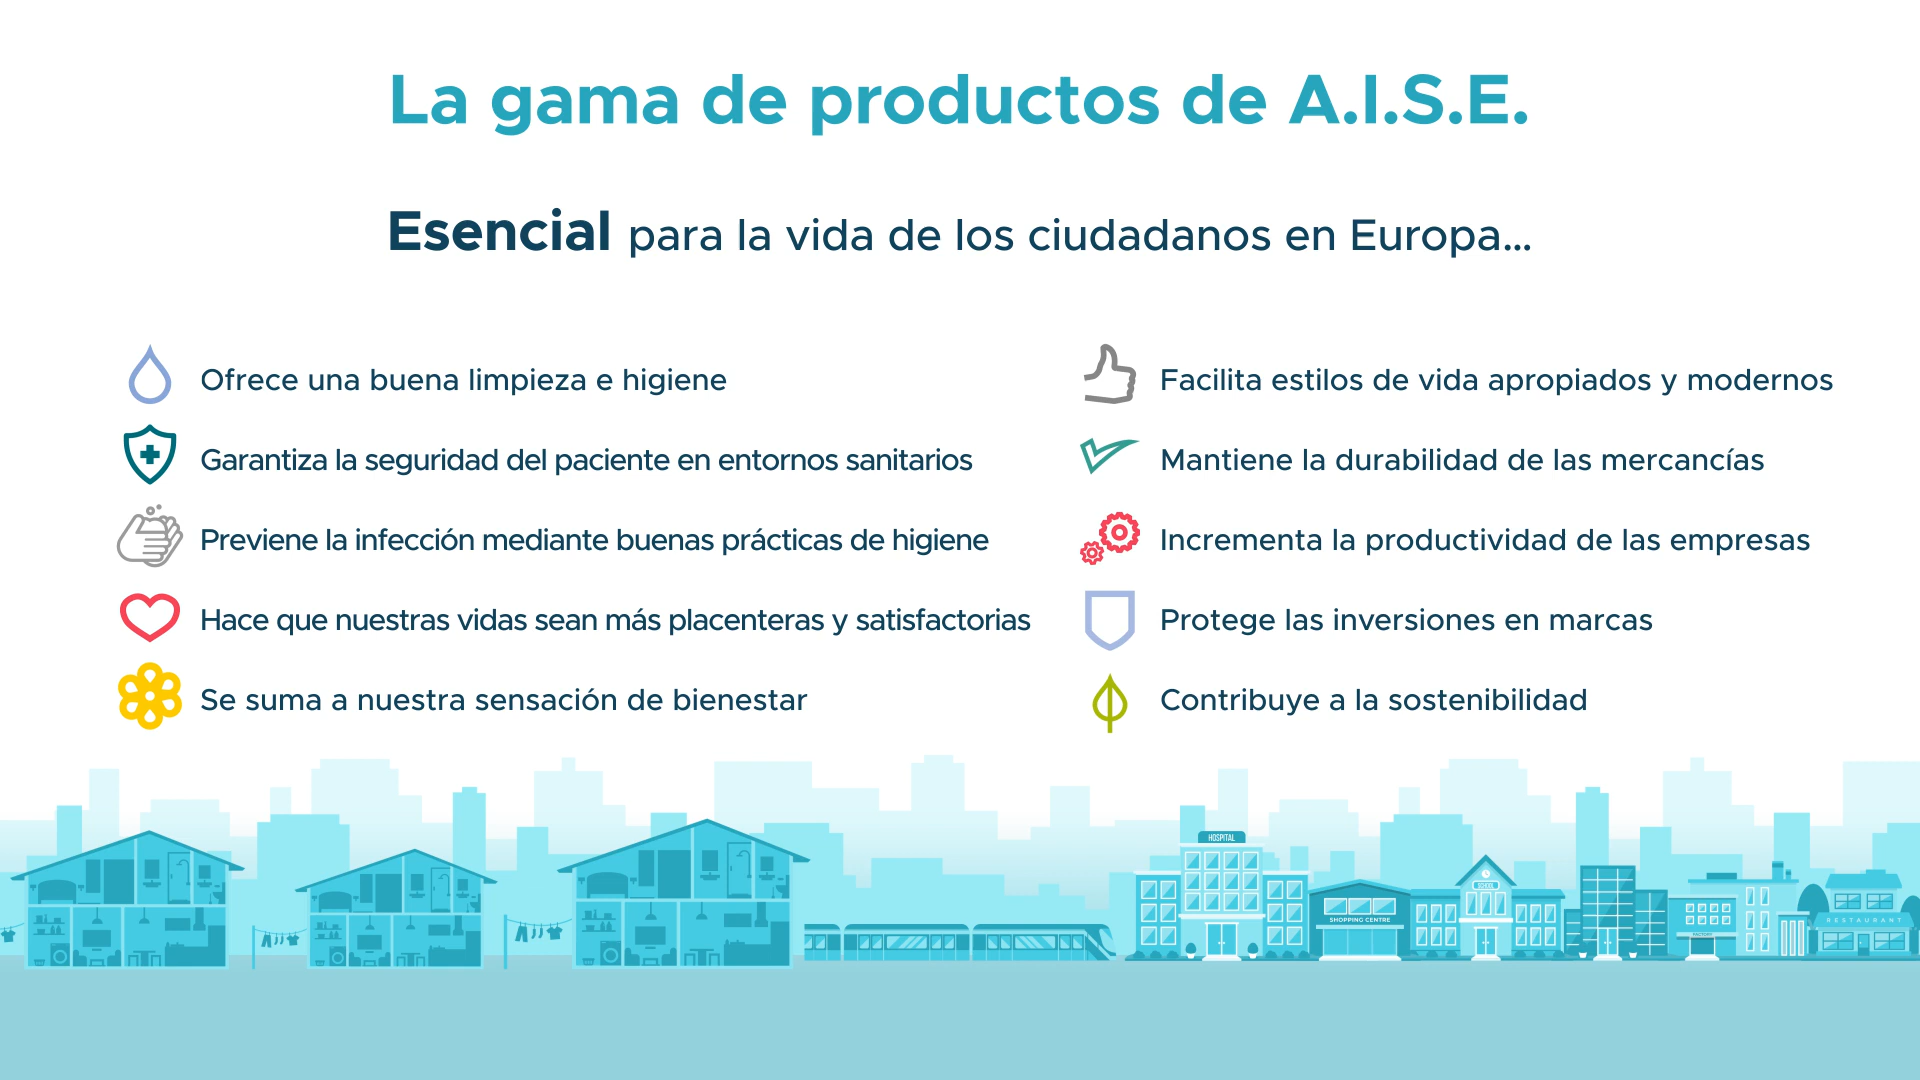 La gama de productos de A.I.S.E.
Esencial para la vida de los ciudadanos en Europa...
Ofrece una buena limpieza e higiene
Garantiza la seguridad del paciente en entornos sanitarios
Previene la infección mediante buenas prácticas de higiene
Hace que nuestras vidas sean más placenteras y satisfactorias
Se suma a nuestra sensación de bienestar
Facilita estilos de vida apropiados y modernos
Mantiene la durabilidad de las mercancías
Incrementa la productividad de las empresas
Protege las inversiones en marcas
Contribuye a la sostenibilidad
HOSPITAL
SHOPPING CENTRE
SCHOOL
FACTORY
RESTAURANT